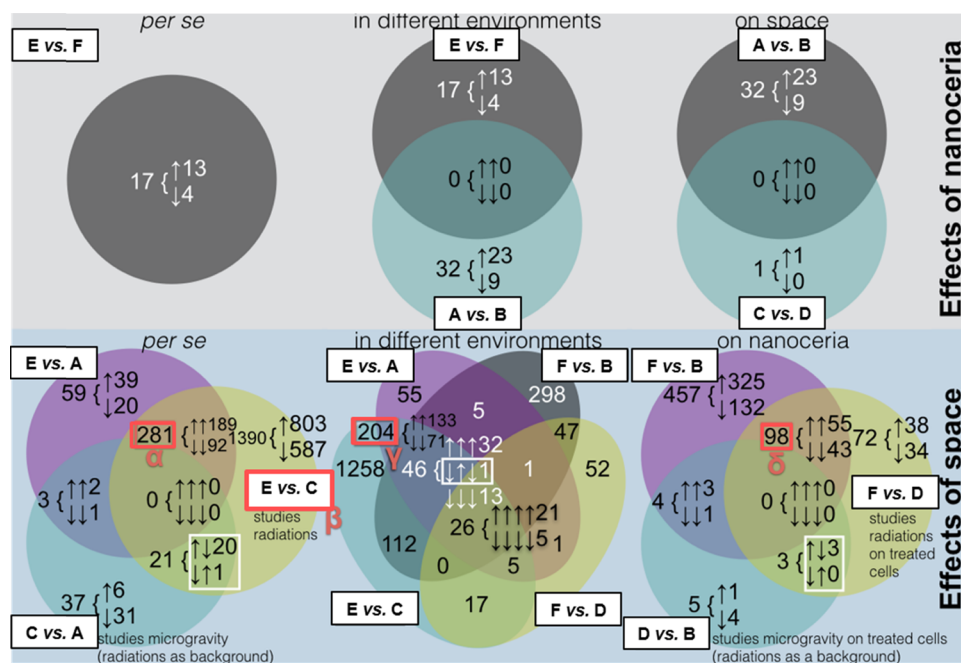 per se
in different environments
on space
E vs. F
E vs. F
A vs. B
17 { ↑13
↓4
17 { ↑13
↓4
32 { ↑23
↓9
0 { ↑↑0
↓↓0
0 { ↑↑0
↓↓0
32 { ↑23
↓9
1 { ↑1
↓0
A vs. B
C vs. D
Effects of nanoceria
per se
in different environments
on nanoceria
E vs. A
59 { ↑39
↓20
281 { ↑↑189
↓↓92
α
1390 { ↑803
↓587
3 { ↑↑2
↓↓1
0 { ↑↑↑0
↓↓↓0
E vs. C
β
studies
radiations
21 { ↑↓20
↓↑1
37 { ↑6
↓31
C vs. A
studies microgravity
(radiations as background)
E vs. A
F vs. B
55
298
5
204 { ↑↑133
↓↓71
γ
47
↑↑↑32
1258
46 { ↓↑↓1
1
52
↓↓↓13
26 { ↑↑↑↑21
↓↓↓↓5
112
1
0
5
E vs. C
17
F vs. D
F vs. B
457 { ↑325
↓132
98 { ↑↑55
↓↓43
δ
72 { ↑38
↓34
4 { ↑↑3
↓↓1
0 { ↑↑↑0
↓↓↓0
F vs. D
studies
radiations
on treated
cells
3 { ↑↓3
↓↑0
5 { ↑1
↓4
D vs. B
studies microgravity on treated cells
(radiations as a background)
Effects of space